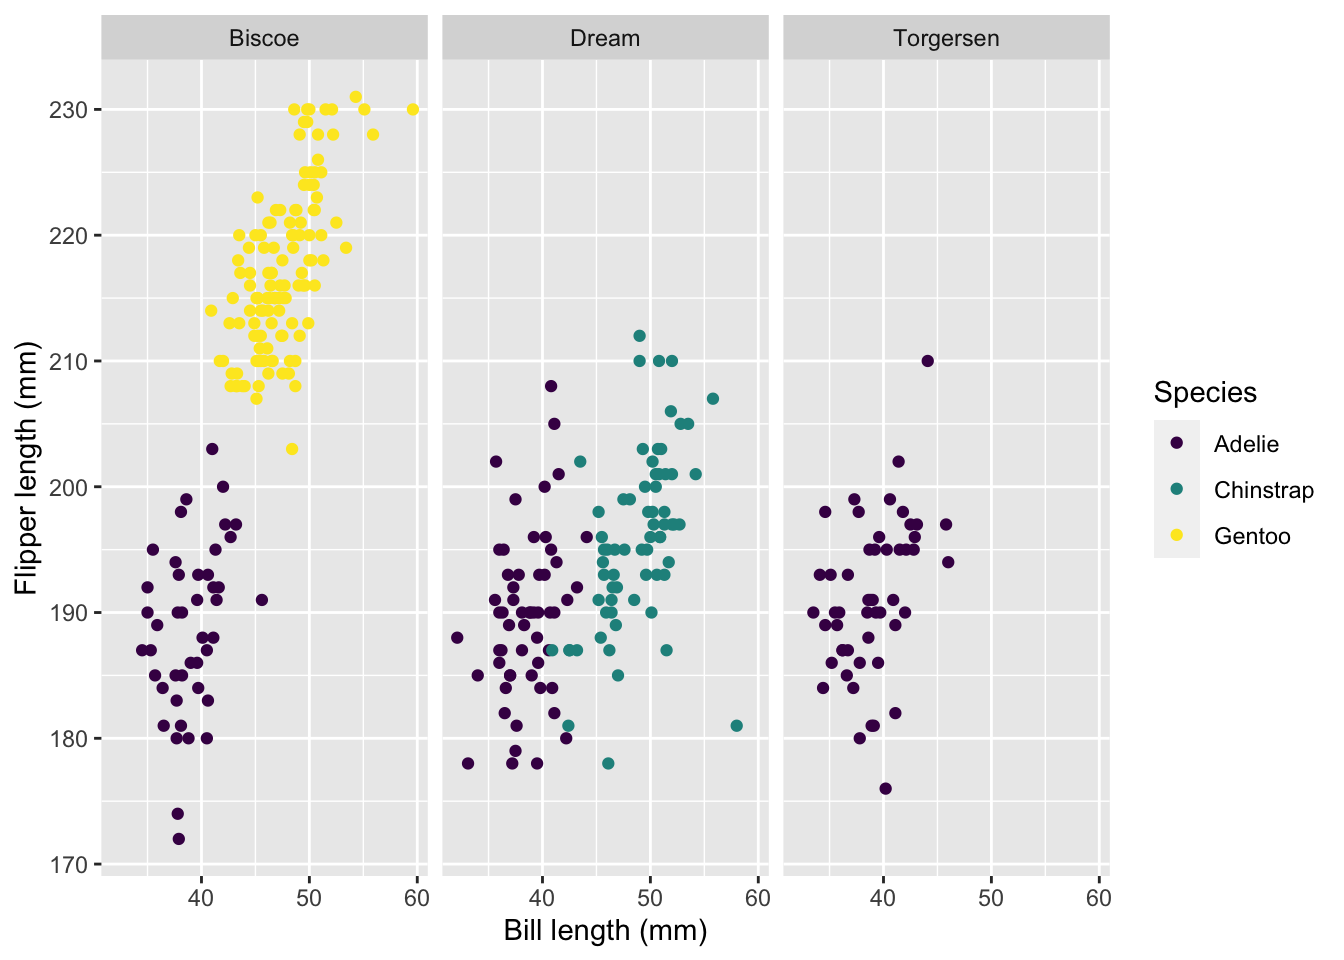 Biscoe
Dream
Torgersen
Flipper length (mm)
230
220
210
200
190
180
170
40 50 60
40 50 60
40 50 60
Bill length (mm)
Species
Adelie
Chinstrap
Gentoo